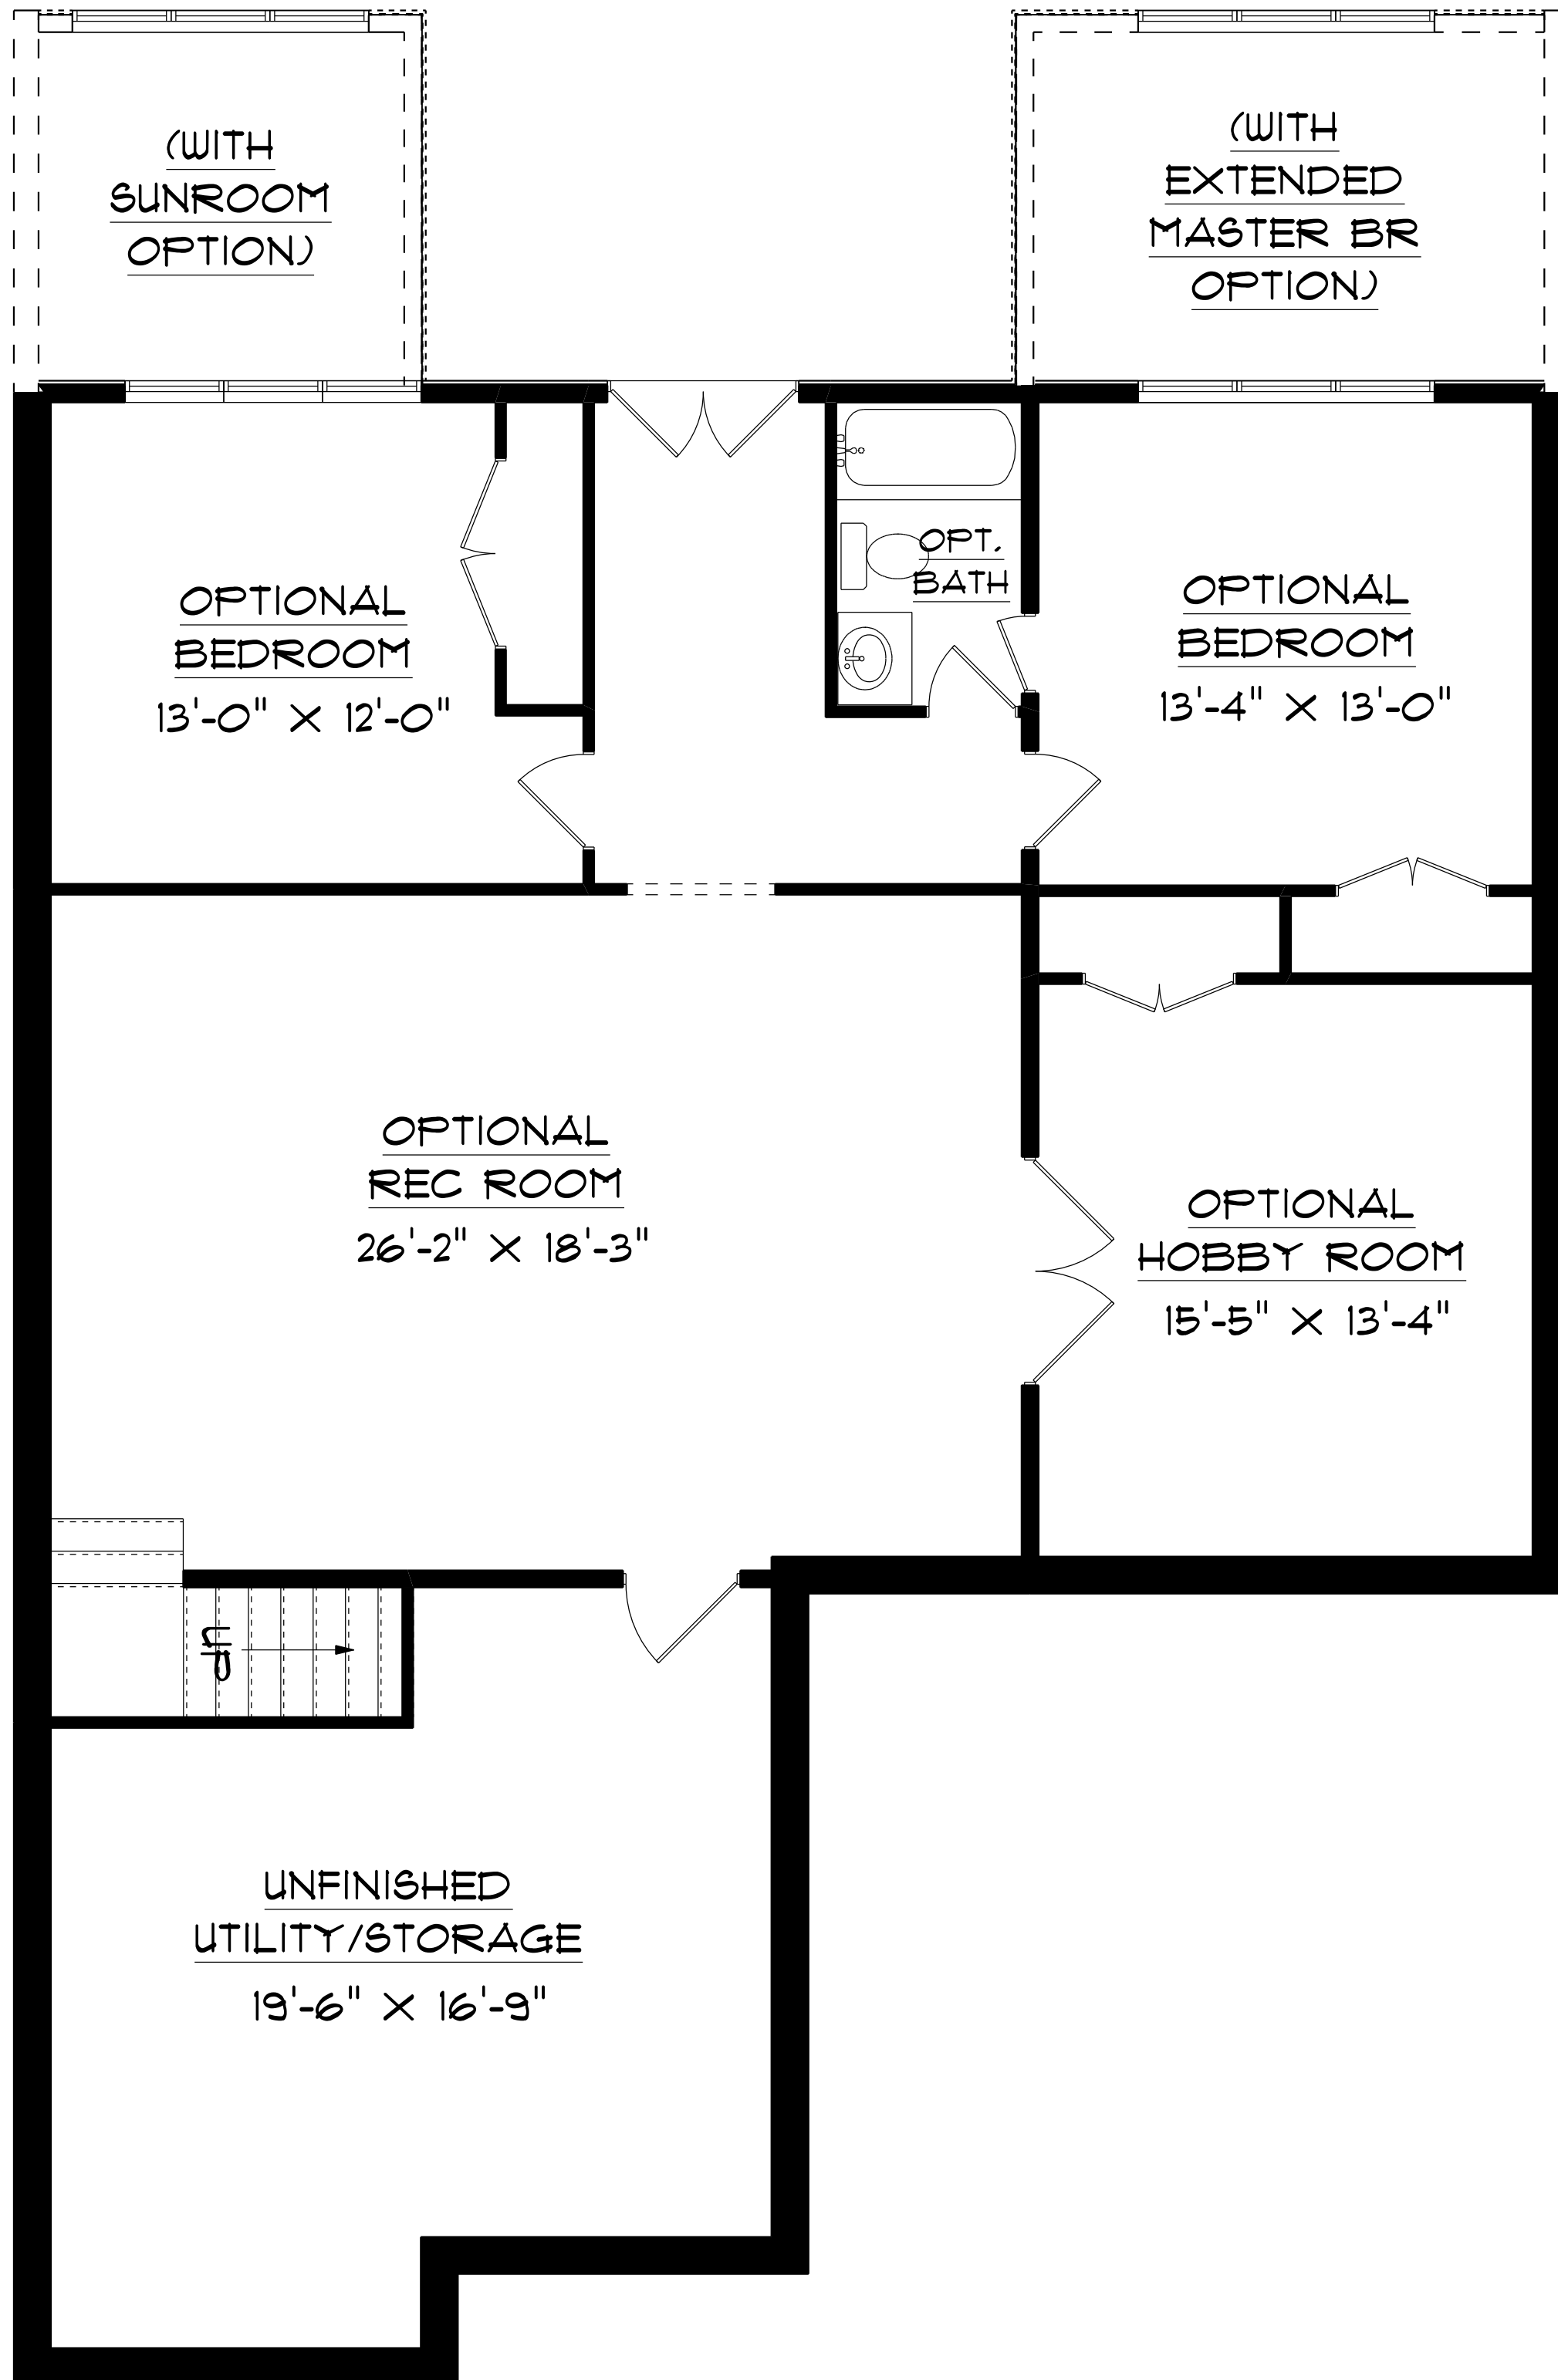 (WITH
SUNROOM
OPTION)
(WITH
EXTENDED
MASTER BR
OPTION)
OPTIONAL
BEDROOM
13'-0" X 12'-0"
OPT.
BATH
OPTIONAL
BEDROOM
13'-4" X 13'-0"
OPTIONAL
REC ROOM
26'-2" X 18'-3"
OPTIONAL
HOBBY ROOM
15'-5" X 13'-4"
UP
UNFINISHED
UTILITY/STORAGE
19'-6" X 16'-9"